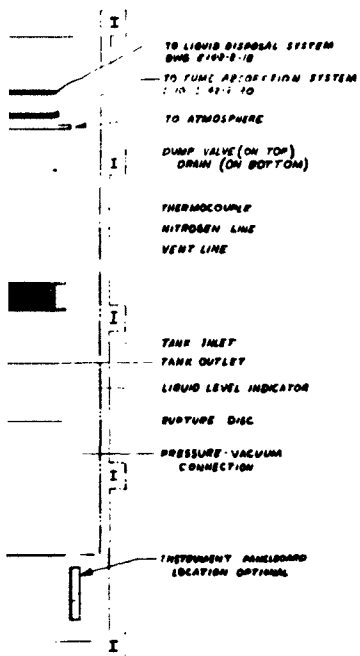 I
TO LIQUID DISPOSAL SYSTEM
TO FUME ABSORPTION SYSTEM
TO ATMOSPHERE
I
DUMP VALVE (ON TOP)
DRAIN (ON BOTTOM)
THERMOCOUPLE
NITROGEN LINE
VENT LINE
I
TANK INLET
TANK OUTLET
LIQUID LEVEL INDICATOR
RUPTURE DISC
PRESSURE-VACUUM
CONNECTION
I
INSTRUMENT PANELBOARD
LOCATION OPTIONAL
I